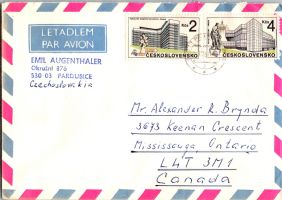 LETADLEM
PAR AVION
EMIL AUGENTHALER
Okružní 876
530 03 PARDUBICE
Czechoslovakia
Kčs 2
ČESKOSLOVENSKO
Kčs 4
ČESKOSLOVENSKO
Mr. Alexander R. Brynda
3673 Keenan Crescent
Mississauga, Ontario
L4T 3M1
Canada